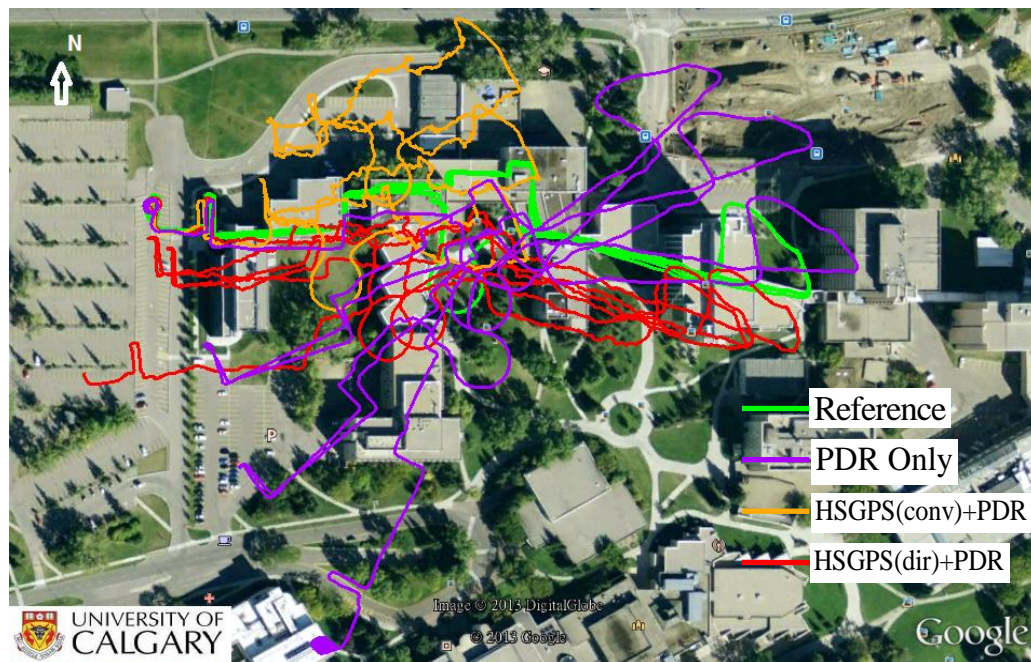 N
P
Reference
PDR Only
HSGPS(conv)+PDR
HSGPS(dir)+PDR
Image © 2013 DigitalGlobe
© 2013 Google
UNIVERSITY OF
CALGARY
Google